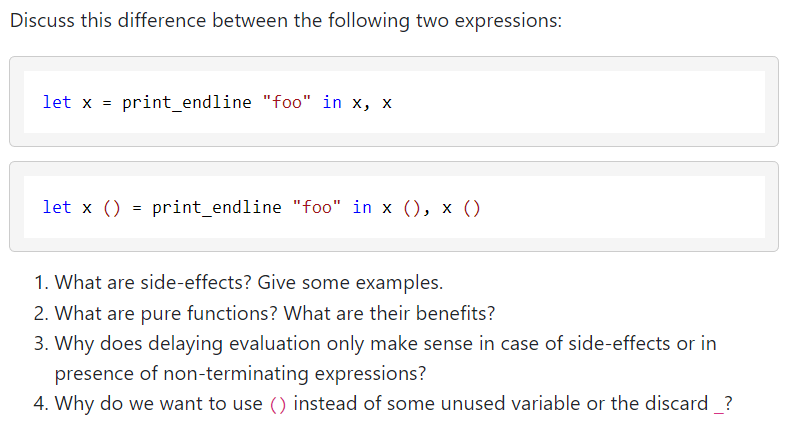 Discuss this difference between the following two expressions:
let x = print_endline "foo" in x, x
let x () = print_endline "foo" in x (), x ()
1. What are side-effects? Give some examples.
2. What are pure functions? What are their benefits?
3. Why does delaying evaluation only make sense in case of side-effects or in
presence of non-terminating expressions?
4. Why do we want to use () instead of some unused variable or the discard _?